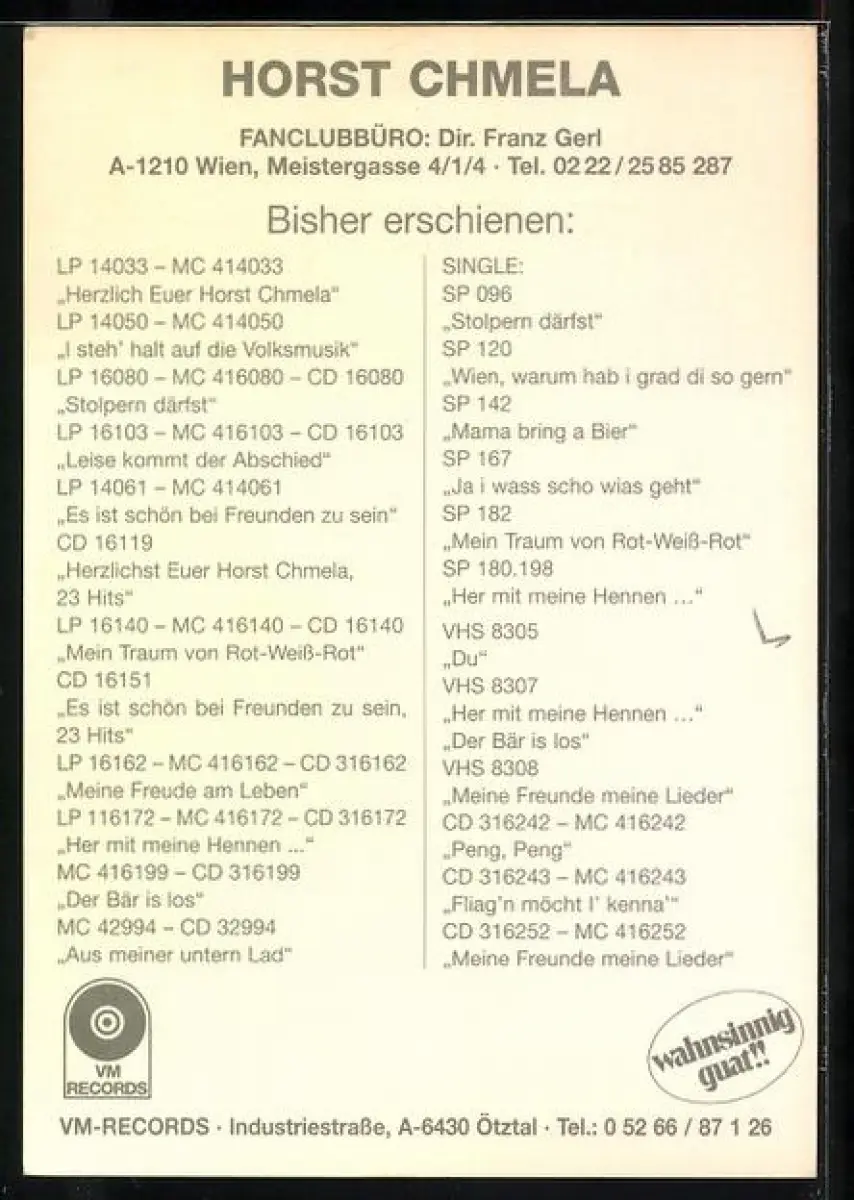 HORST CHMELA
FANCLUBBÜRO: Dir. Franz Gerl
A-1210 Wien, Meistergasse 4/1/4 · Tel. 02 22 / 25 85 287
Bisher erschienen:
LP 14033 – MC 414033
„Herzlich Euer Horst Chmela“
LP 14050 – MC 414050
„I steh' halt auf die Volksmusik“
LP 16080 – MC 416080 – CD 16080
„Stolpern därfst“
LP 16103 – MC 416103 – CD 16103
„Leise kommt der Abschied“
LP 14061 – MC 414061
„Es ist schön bei Freunden zu sein“
CD 16119
„Herzlichst Euer Horst Chmela,
23 Hits“
LP 16140 – MC 416140 – CD 16140
„Mein Traum von Rot-Weiß-Rot“
CD 16151
„Es ist schön bei Freunden zu sein,
23 Hits“
LP 16162 – MC 416162 – CD 316162
„Meine Freude am Leben“
LP 116172 – MC 416172 – CD 316172
„Her mit meine Hennen ...“
MC 416199 – CD 316199
„Der Bär is los“
MC 42994 – CD 32994
„Aus meiner untern Lad“
SINGLE:
SP 096
„Stolpern därfst“
SP 120
„Wien, warum hab i grad di so gern“
SP 142
„Mama bring a Bier“
SP 167
„Ja i wass scho wias geht“
SP 182
„Mein Traum von Rot-Weiß-Rot“
SP 180.198
„Her mit meine Hennen ...“
VHS 8305
„Du“
VHS 8307
„Her mit meine Hennen ...“
„Der Bär is los“
VHS 8308
„Meine Freunde meine Lieder“
CD 316242 – MC 416242
„Peng, Peng“
CD 316243 – MC 416243
„Fliag'n möcht I' kenna'“
CD 316252 – MC 416252
„Meine Freunde meine Lieder“
VM
RECORDS
wahnsinnig
guat!!
VM-RECORDS · Industriestraße, A-6430 Ötztal · Tel.: 0 52 66 / 87 1 26